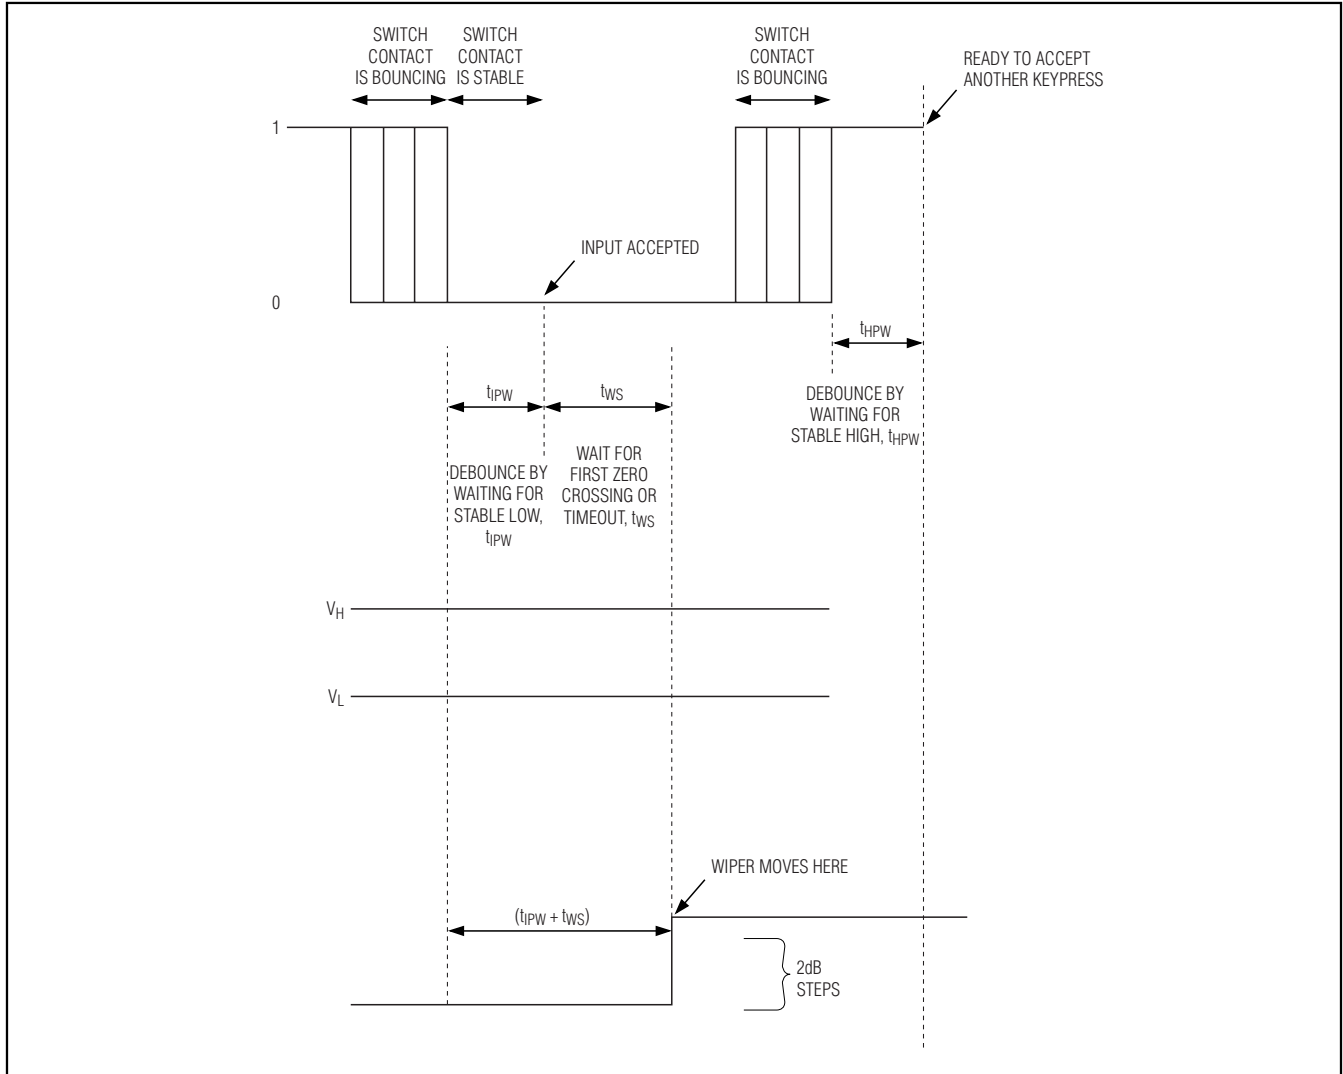 SWITCH
CONTACT
IS BOUNCING
SWITCH
CONTACT
IS STABLE
SWITCH
CONTACT
IS BOUNCING
READY TO ACCEPT
ANOTHER KEYPRESS
1
INPUT ACCEPTED
0
tHPW
DEBOUNCE BY
WAITING FOR
STABLE HIGH, tHPW
tIPW
tWS
DEBOUNCE BY
WAITING FOR
STABLE LOW,
tIPW
WAIT FOR
FIRST ZERO
CROSSING OR
TIMEOUT, tWS
VH
VL
WIPER MOVES HERE
(tIPW + tWS)
2dB
STEPS